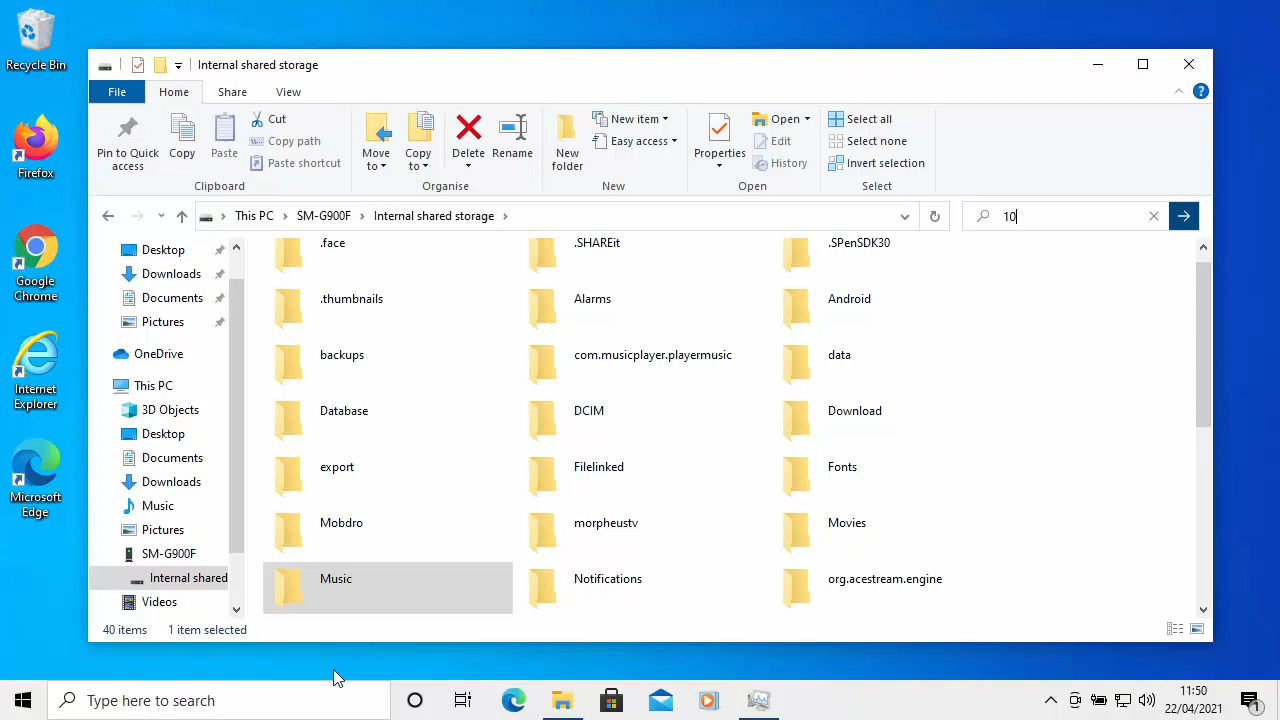 Recycle Bin
Firefox
Google
Chrome
Internet
Explorer
Microsoft
Edge
Internal shared storage
File
Home
Share
View
Pin to Quick
access
Copy
Paste
Cut
Copy path
Paste shortcut
Clipboard
Move
to
Copy
to
Delete
Rename
Organise
New
folder
New item
Easy access
New
Properties
Open
Edit
History
Open
Select all
Select none
Invert selection
Select
This PC
SM-G900F
Internal shared storage
10
Desktop
Downloads
Documents
Pictures
OneDrive
This PC
3D Objects
Desktop
Documents
Downloads
Music
Pictures
SM-G900F
Internal shared
Videos
.face
.SHAREit
.SPenSDK30
.thumbnails
Alarms
Android
backups
com.musicplayer.playermusic
data
Database
DCIM
Download
export
Filelinked
Fonts
Mobdro
morpheustv
Movies
Music
Notifications
org.acestream.engine
40 items
1 item selected
Type here to search
11:50
22/04/2021
1